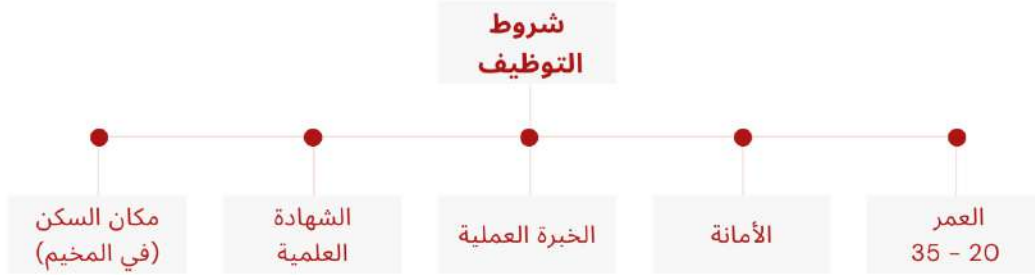 شروط
التوظيف
العمر
20 - 35
الأمانة
الخبرة العملية
الشهادة
العلمية
مكان السكن
(في المخيم)